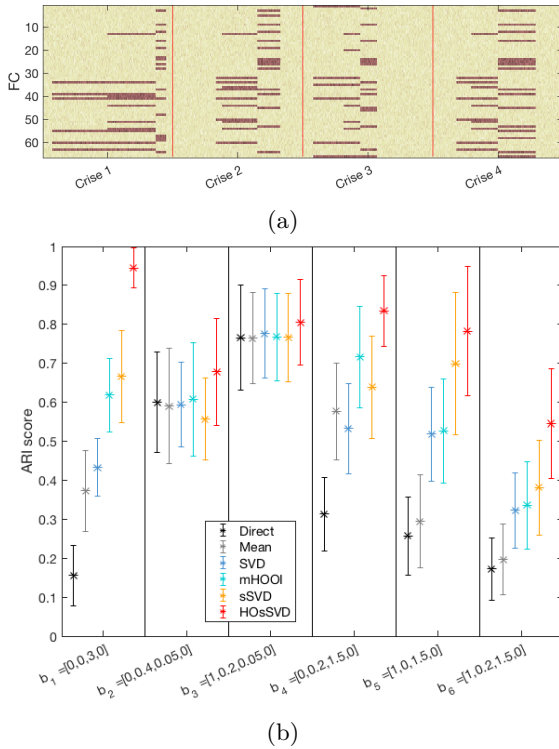 10
20
30
40
50
60
FC
Crise 1
Crise 2
Crise 3
Crise 4
(a)
1
0.9
0.8
0.7
0.6
0.5
0.4
0.3
0.2
0.1
0
ARI score
Direct
Mean
SVD
mHOOI
sSVD
HOsSVD
b1 =[0,0,3,0]
b2 =[0,0.4,0.05,0]
b3 =[1,0.2,0.05,0]
b4 =[0,0.2,1.5,0]
b5 =[1,0,1.5,0]
b6 =[1,0.2,1.5,0]
(b)